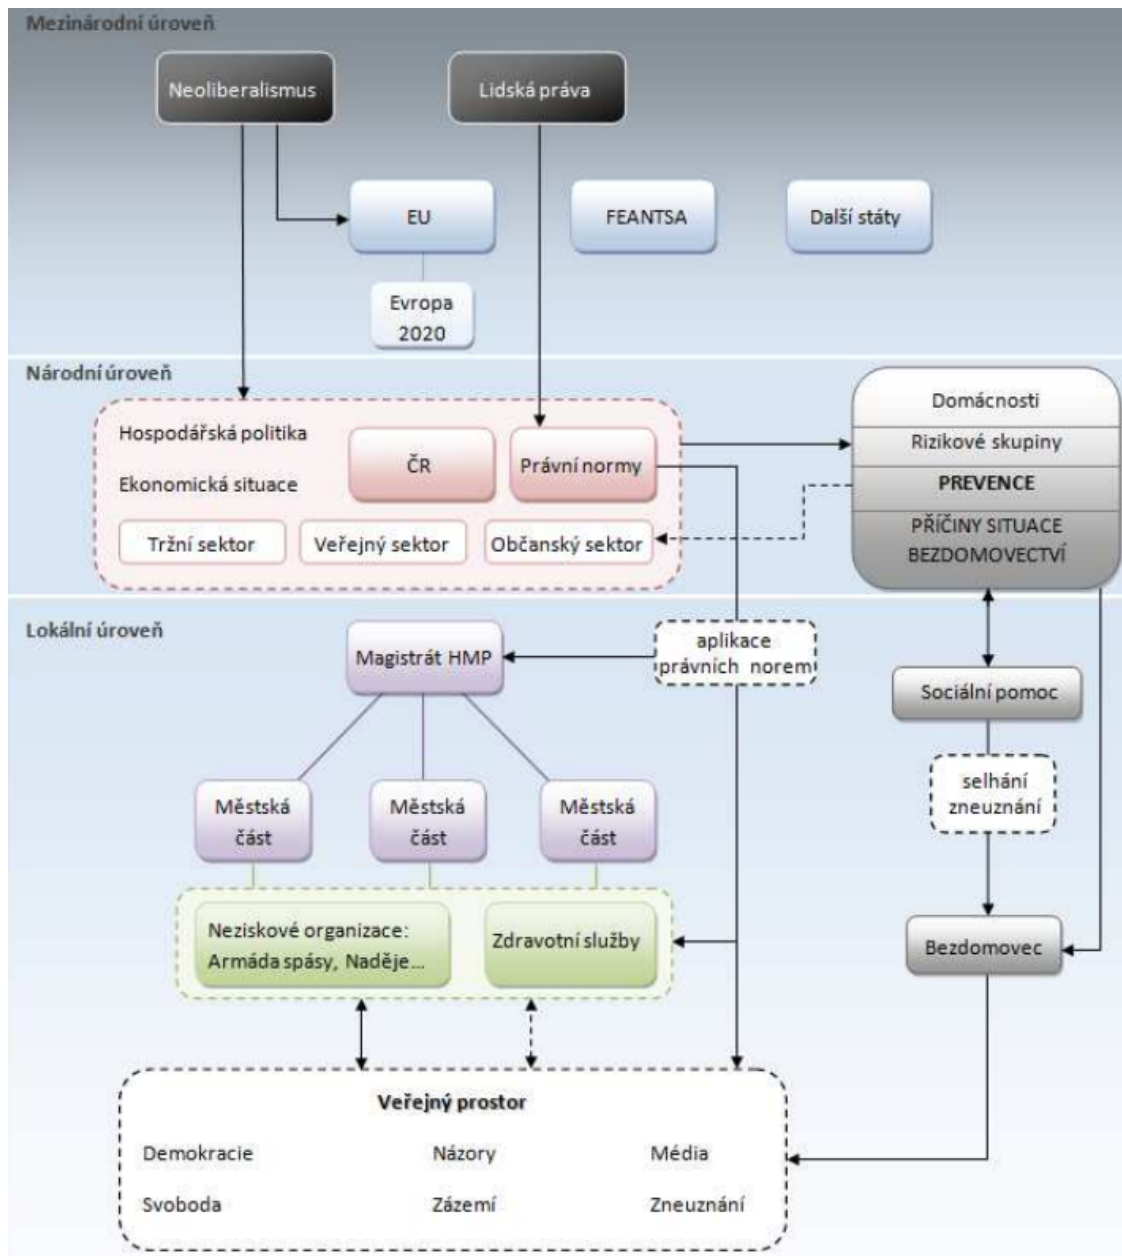 Mezinárodní úroveň
Neoliberalismus
Lidská práva
EU
FEANTSA
Další státy
Evropa
2020
Národní úroveň
Hospodářská politika
Ekonomická situace
ČR
Právní normy
Tržní sektor
Veřejný sektor
Občanský sektor
Domácnosti
Rizikové skupiny
PREVENCE
PŘÍČINY SITUACE
BEZDOMOVECTVÍ
Lokální úroveň
Magistrát HMP
aplikace
právních norem
Sociální pomoc
selhání
zneuznání
Městská
část
Městská
část
Městská
část
Neziskové organizace:
Armáda spásy, Naděje...
Zdravotní služby
Bezdomovec
Veřejný prostor
Demokracie
Názory
Média
Svoboda
Zázemí
Zneuznání